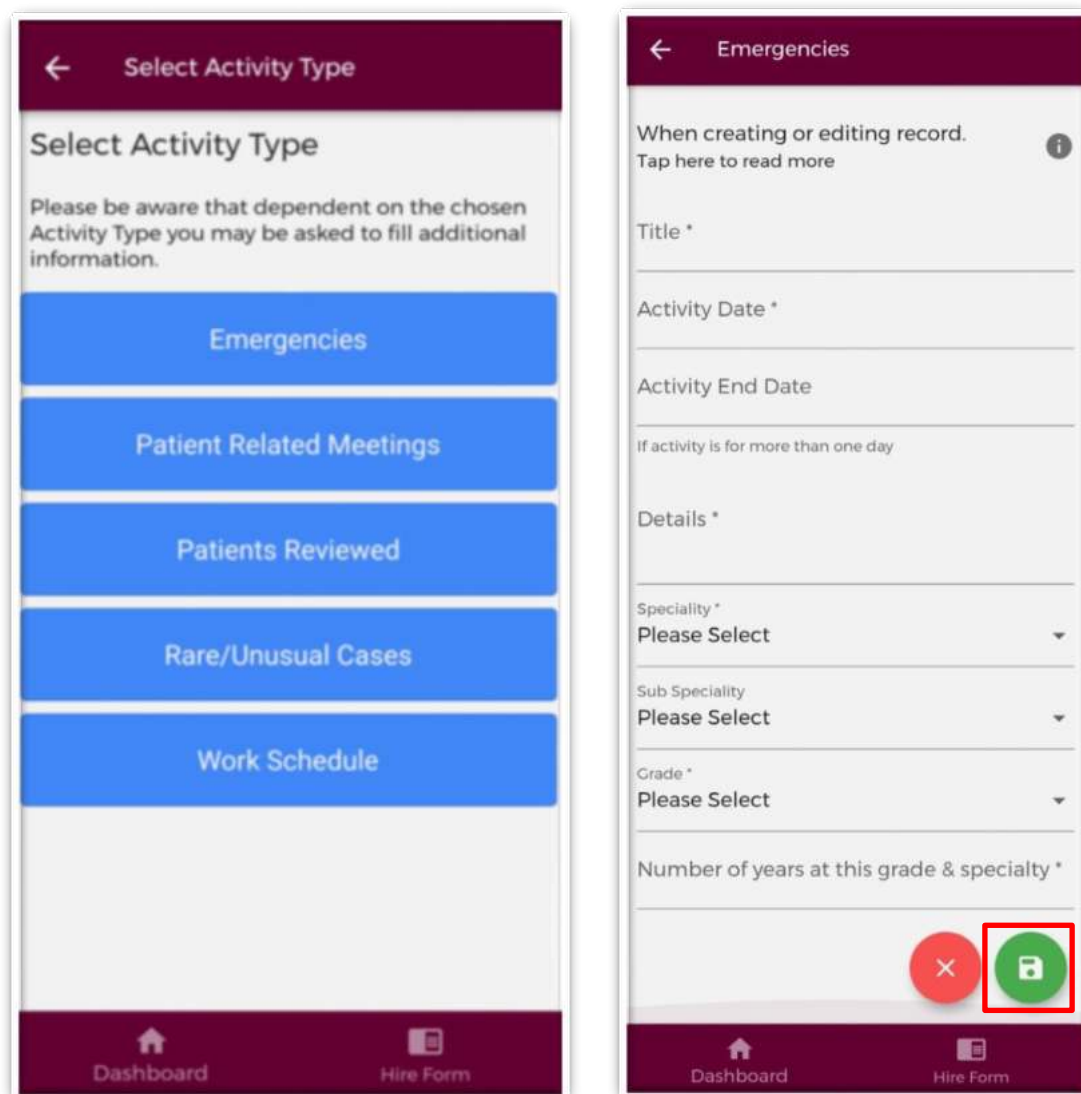 Select Activity Type
Select Activity Type
Please be aware that dependent on the chosen
Activity Type you may be asked to fill additional
information.
Emergencies
Patient Related Meetings
Patients Reviewed
Rare/Unusual Cases
Work Schedule
Dashboard
Hire Form
Emergencies
When creating or editing record.
Tap here to read more
Title *
Activity Date *
Activity End Date
If activity is for more than one day
Details *
Speciality *
Please Select
Sub Speciality
Please Select
Grade *
Please Select
Number of years at this grade & specialty *
Dashboard
Hire Form